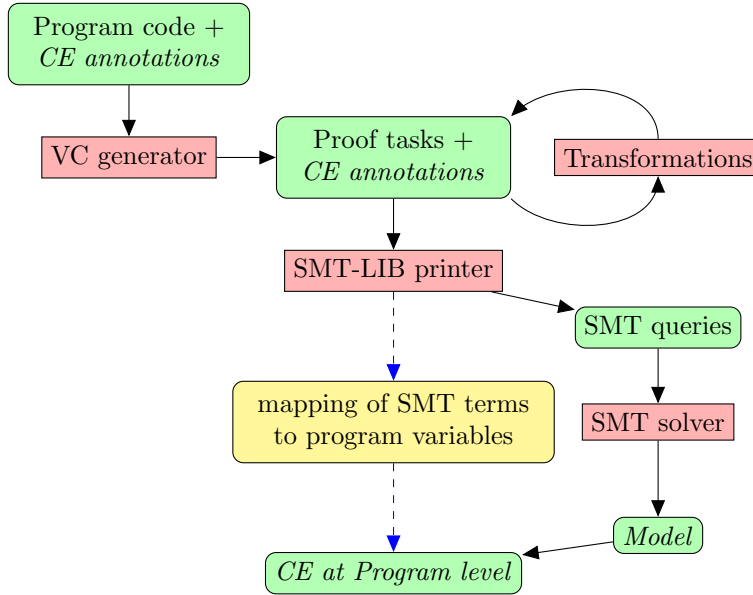 Program code +
CE annotations
VC generator
Proof tasks +
CE annotations
Transformations
SMT-LIB printer
SMT queries
mapping of SMT terms
to program variables
SMT solver
Model
CE at Program level